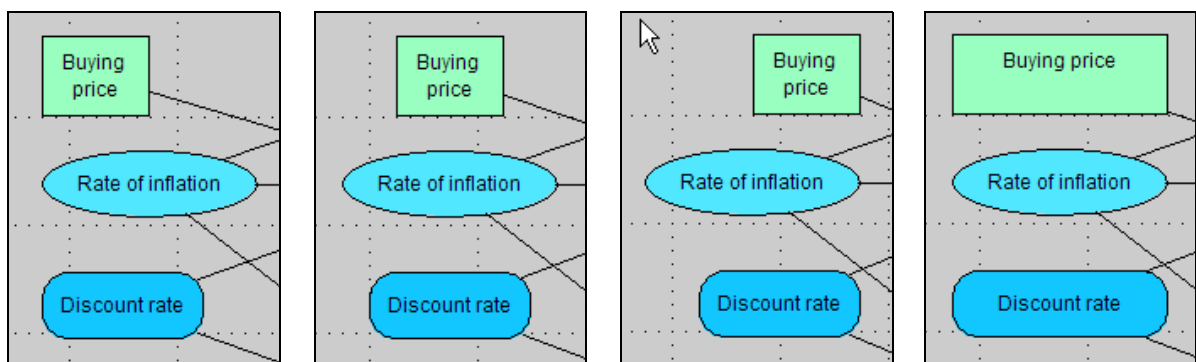 Buying
price
Rate of inflation
Discount rate
Buying
price
Rate of inflation
Discount rate
Buying
price
Rate of inflation
Discount rate
Buying price
Rate of inflation
Discount rate